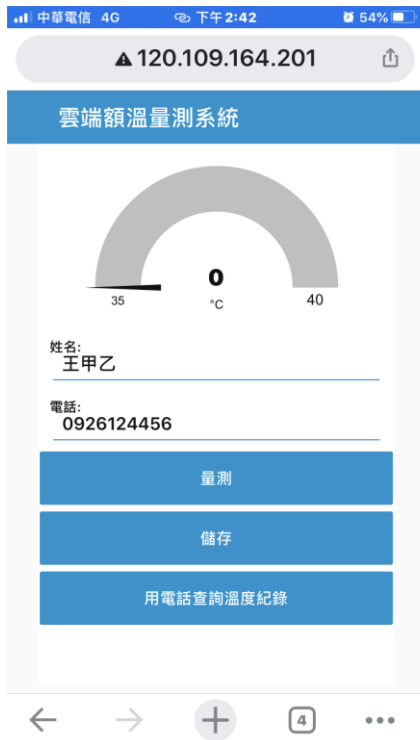 中華電信 4G 下午2:42 54%
120.109.164.201
雲端額溫量測系統
0
35 °C 40
姓名:
王甲乙
電話:
0926124456
量測
儲存
用電話查詢溫度紀錄
4